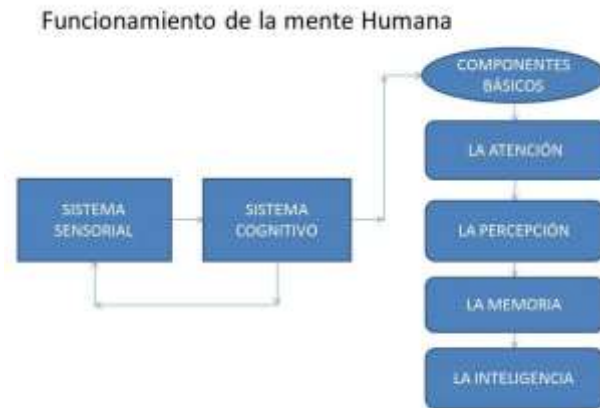 Funcionamiento de la mente Humana
COMPONENTES
BÁSICOS
LA ATENCIÓN
SISTEMA
SENSORIAL
SISTEMA
COGNITIVO
LA PERCEPCIÓN
LA MEMORIA
LA INTELIGENCIA